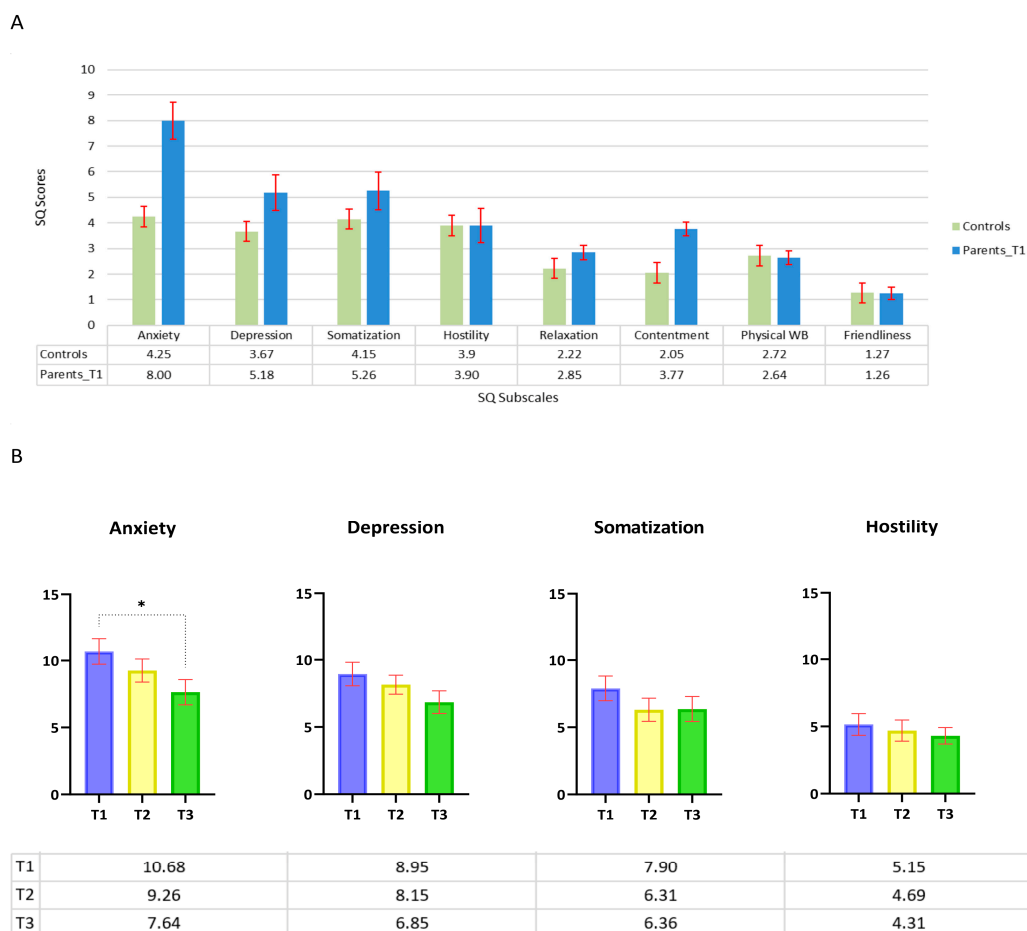 A
10
9
8
7
6
5
4
3
2
1
0
SQ Scores
Controls
Parents_T1
Anxiety Depression Somatization Hostility Relaxation Contentment Physical WB Friendliness
Controls 4.25 3.67 4.15 3.9 2.22 2.05 2.72 1.27
Parents_T1 8.00 5.18 5.26 3.90 2.85 3.77 2.64 1.26
SQ Subscales
B
Anxiety
15
10
5
0
*
T1 T2 T3
Depression
15
10
5
0
T1 T2 T3
Somatization
15
10
5
0
T1 T2 T3
Hostility
15
10
5
0
T1 T2 T3
T1 10.68 8.95 7.90 5.15
T2 9.26 8.15 6.31 4.69
T3 7.64 6.85 6.36 4.31